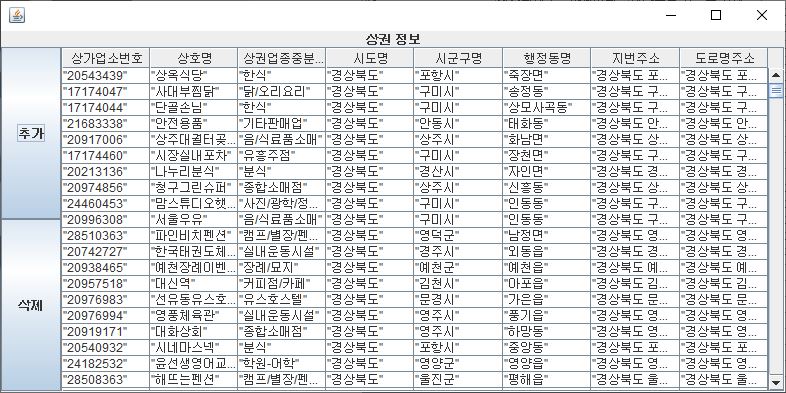 상권 정보
추가
삭제
상가업소번호 상호명 상권업종중분... 시도명 시군구명 행정동명 지번주소 도로명주소
"20543439" "상옥식당" "한식" "경상북도" "포항시" "죽장면" "경상북도 포... "경상북도 포...
"17174047" "사대부찜닭" "닭/오리요리" "경상북도" "구미시" "송정동" "경상북도 구... "경상북도 구...
"17174044" "단골손님" "한식" "경상북도" "구미시" "상모사곡동" "경상북도 구... "경상북도 구...
"21683338" "안전용품" "기타판매업" "경상북도" "안동시" "태화동" "경상북도 안... "경상북도 안...
"20917006" "상주대궐터곶... "음/식료품소매" "경상북도" "상주시" "화남면" "경상북도 상... "경상북도 상...
"17174460" "시장실내포차" "유흥주점" "경상북도" "구미시" "장천면" "경상북도 구... "경상북도 구...
"20213136" "나누리분식" "분식" "경상북도" "경산시" "자인면" "경상북도 경... "경상북도 경...
"20974856" "청구그린슈퍼" "종합소매점" "경상북도" "상주시" "신흥동" "경상북도 상... "경상북도 상...
"24460453" "맘스튜디오햇... "사진/광학/정... "경상북도" "구미시" "인동동" "경상북도 구... "경상북도 구...
"20996308" "서울우유" "음/식료품소매" "경상북도" "구미시" "인동동" "경상북도 구... "경상북도 구...
"28510363" "파인비치펜션" "캠프/별장/펜... "경상북도" "영덕군" "남정면" "경상북도 영... "경상북도 영...
"20742727" "한국태권도체... "실내운동시설" "경상북도" "경주시" "외동읍" "경상북도 경... "경상북도 경...
"20938465" "예천장례이벤... "장례/묘지" "경상북도" "예천군" "예천읍" "경상북도 예... "경상북도 예...
"20957518" "대신역" "커피점/카페" "경상북도" "김천시" "아포읍" "경상북도 김... "경상북도 김...
"20976983" "선유동유스호... "유스호스텔" "경상북도" "문경시" "가은읍" "경상북도 문... "경상북도 문...
"20976994" "영풍체육관" "실내운동시설" "경상북도" "영주시" "풍기읍" "경상북도 영... "경상북도 영...
"20919171" "대화상회" "종합소매점" "경상북도" "영주시" "하망동" "경상북도 영... "경상북도 영...
"20540932" "시네마스넥" "분식" "경상북도" "포항시" "중앙동" "경상북도 포... "경상북도 포...
"24182532" "윤선생영어교... "학원-어학" "경상북도" "영양군" "영양읍" "경상북도 영... "경상북도 영...
"28508363" "해뜨는펜션" "캠프/별장/펜... "경상북도" "울진군" "평해읍" "경상북도 울... "경상북도 울...